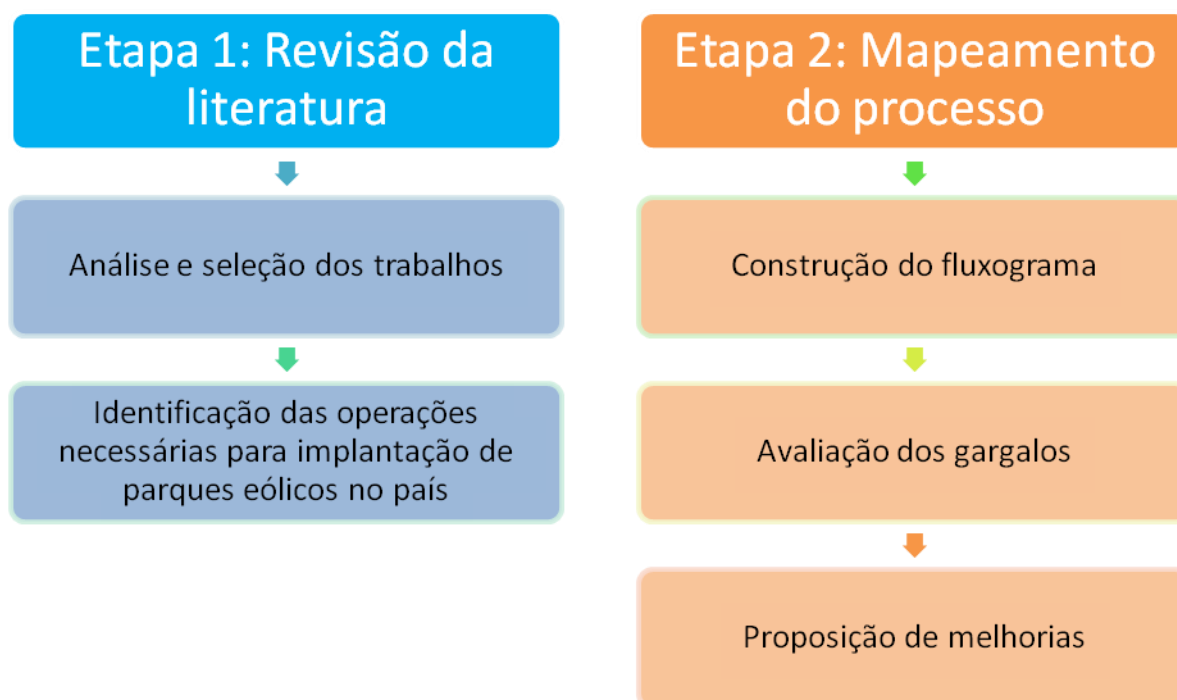 Etapa 1: Revisão da
literatura
Análise e seleção dos trabalhos
Identificação das operações
necessárias para implantação de
parques eólicos no país
Etapa 2: Mapeamento
do processo
Construção do fluxograma
Avaliação dos gargalos
Proposição de melhorias